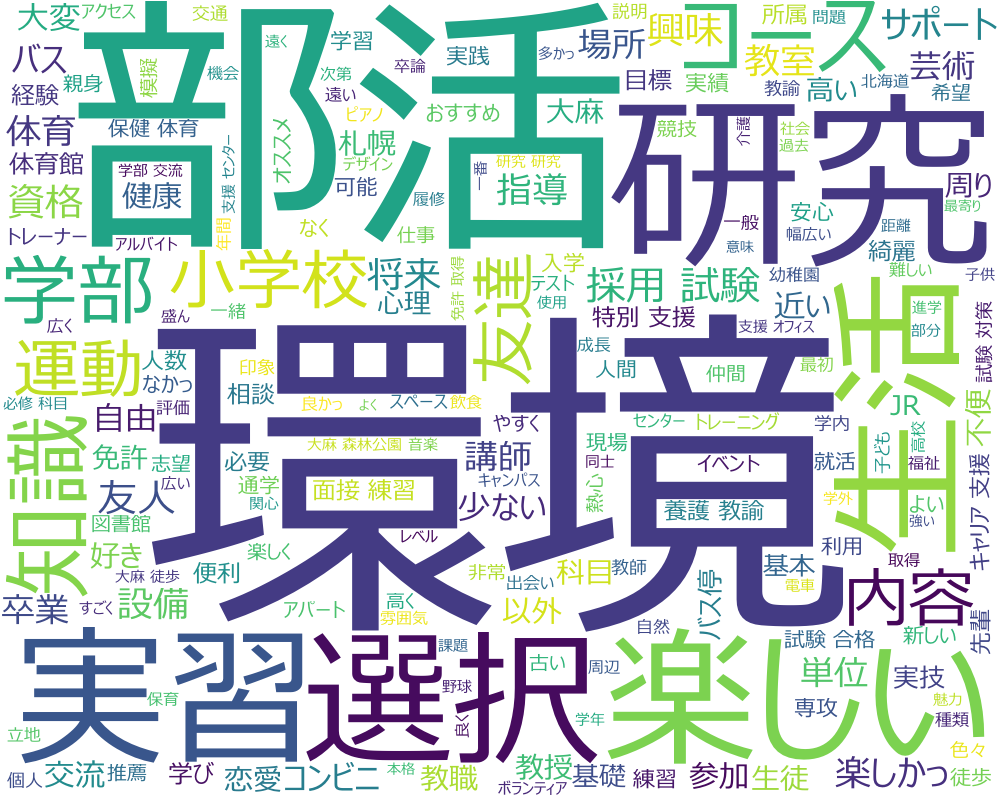 大変
アクセス
交通
遠く
学習
説明
所属
問題
サポート
バス
親身
模擬
機会
部活
次第
卒論
実践
多かっ
場所
興味
コース
教室
実績
教諭
高い
北海道
芸術
希望
経験
遠い
ピアノ
おすすめ
目標
大麻
体育
保健 体育
オススメ
札幌
デザイン
競技
介護
社会
過去
研究
体育館
学部 交流
支援 センター
可能
一番
研究 研究
指導
周り
最寄り
資格
健康
履修
一般
安心
距離
トレーナー
アルバイト
年間
なく
仕事
意味
幅広い
綺麗
学部
小学校
将来
心理
免許 取得
友達
入学
テスト
使用
採用 試験
近い
幼稚園
難しい
子供
広く
盛ん
一緒
特別 支援
支援 オフィス
進学
部分
試験 対策
運動
人数
なかっ
印象
相談
環境
成長
人間
仲間
最初
生活
必修 科目
自由
評価
良かっ
よく
スペース
飲食
やすく
センター
トレーニング
学内
JR
高校
不便
知識
大麻 森林公園
音楽
免許
志望
必要
講師
同士
現場
イベント
就活
子ども
福祉
友人
広い
通学
関心
面接 練習
少ない
キャンパス
熱心
養護 教諭
学外
よい
強い
キャリア 支援
図書館
好き
楽しく
レベル
非常
出会い
科目
教師
基本
利用
取得
大麻 徒歩
便利
電車
内容
卒業
すごく
設備
アパート
高く
雰囲気
以外
自然
バス停
先輩
実習
選択
課題
古い
周辺
楽しい
試験 合格
新しい
保育
野球
単位
実技
魅力
立地
良く
学年
専攻
種類
色々
個人
交流
推薦
学び
恋愛
コンビニ
本格
教職
ボランティア
教授
基礎
練習
参加
生徒
楽しかっ
徒歩